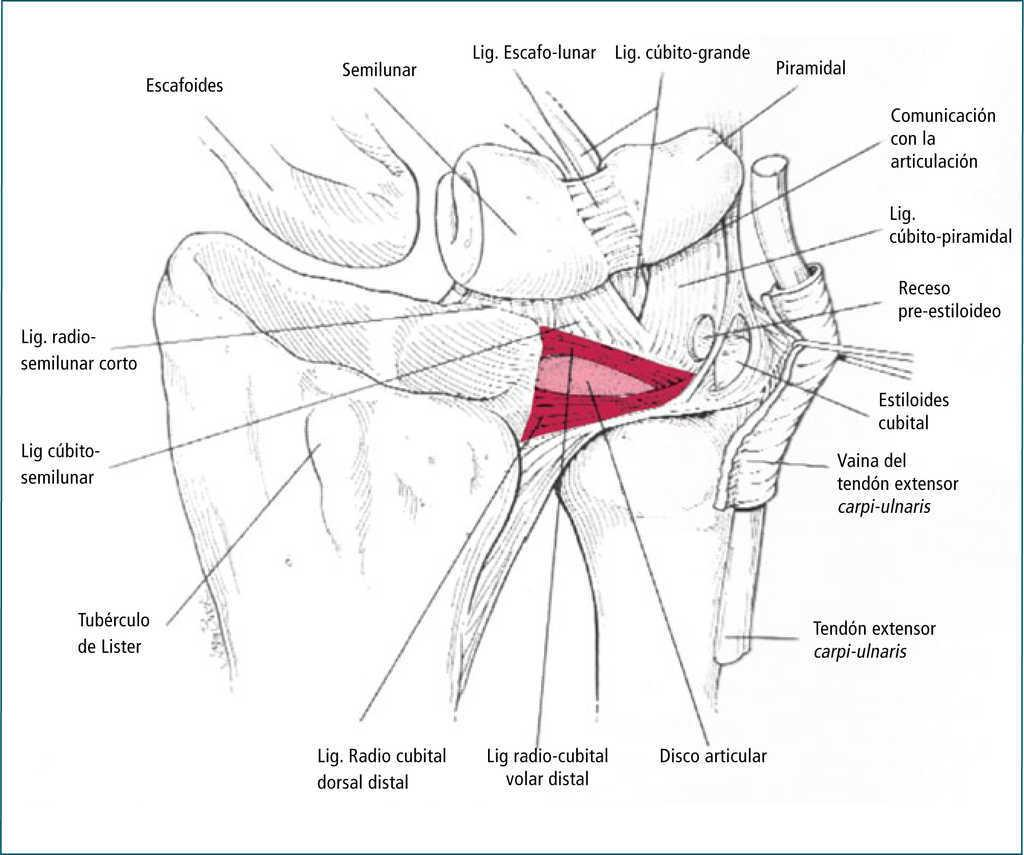 Lig. Escafo-lunar
Lig. cúbito-grande
Semilunar
Piramidal
Escafoides
Comunicación
con la
articulación
Lig.
cúbito-piramidal
Receso
pre-estiloideo
Lig. radio-
semilunar corto
Estiloides
cubital
Lig cúbito-
semilunar
Vaina del
tendón extensor
carpi-ulnaris
Tubérculo
de Lister
Tendón extensor
carpi-ulnaris
Lig. Radio cubital
dorsal distal
Lig radio-cubital
volar distal
Disco articular